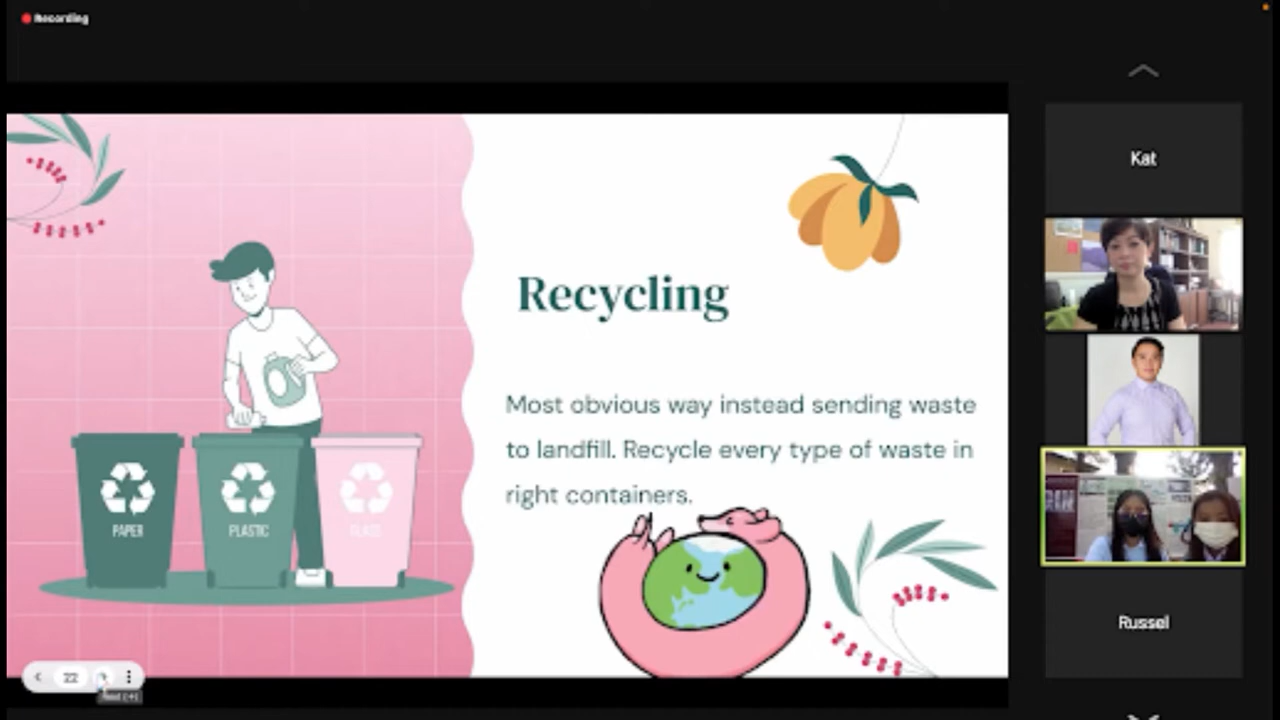 Recording
Kat
Recycling
Most obvious way instead sending waste
to landfill. Recycle every type of waste in
right containers.
PAPER
PLASTIC
GLASS
Russel
22